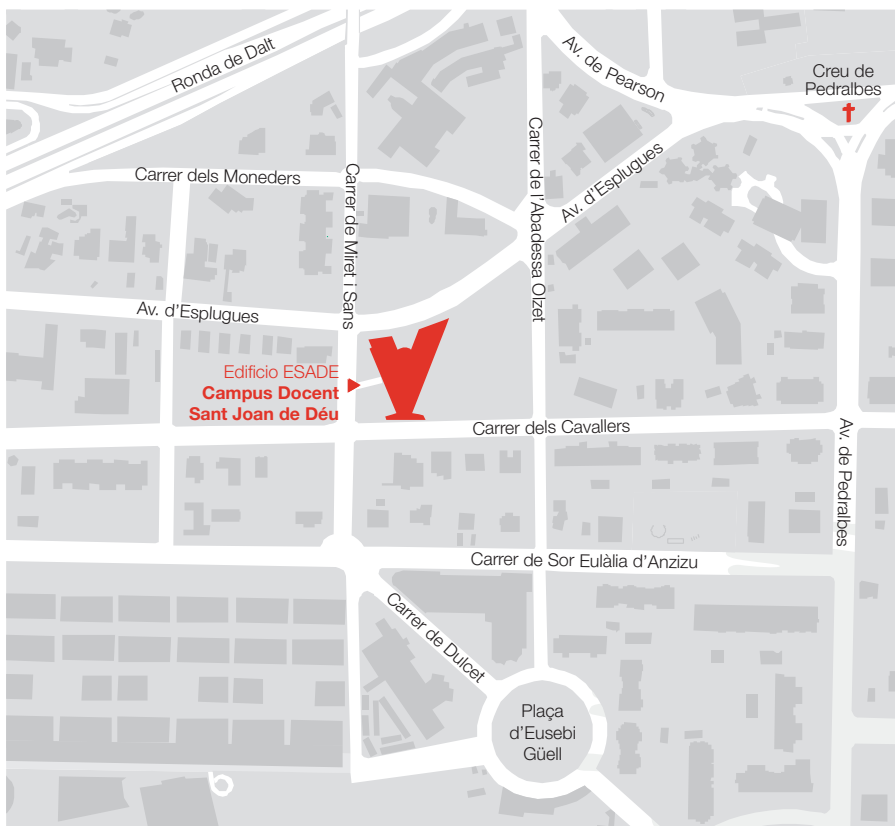 Ronda de Dalt
Av. de Pearson
Creu de
Pedralbes
Carrer dels Moneders
Carrer de Miret i Sans
Carrer de l'Abadessa Olzet
Av. d'Esplugues
Av. d'Esplugues
Edificio ESADE
Campus Docent
Sant Joan de Déu
Carrer dels Cavallers
Av. de Pedralbes
Carrer de Sor Eulàlia d'Anzizu
Carrer de Dulcet
Plaça
d'Eusebi
Güell